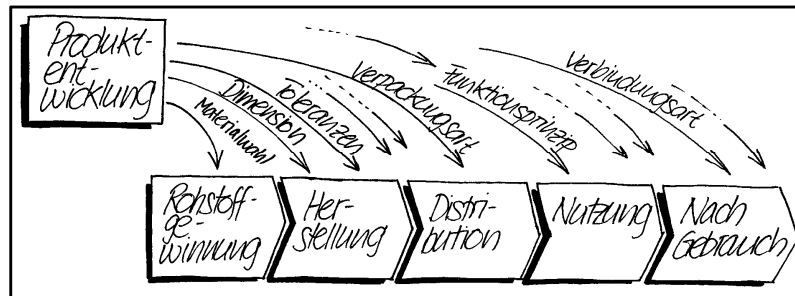 Produkt-
ent-
wicklung
Materialwahl
Dimension
Toleranzen
Verpackungsart
Funktionsprinzip
Verbindungsart
Rohstoff-
ge-
winnung
Her-
stellung
Distri-
bution
Nutzung
Nach
Gebrauch